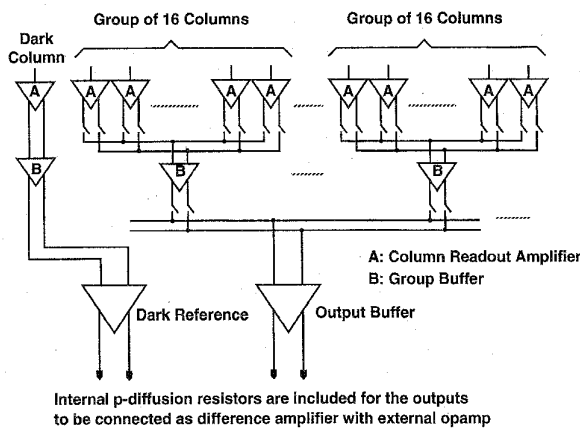 Group of 16 Columns
Group of 16 Columns
Dark
Column
A
A
A
A
A
A
A
A
A
B
B
B
A: Column Readout Amplifier
B: Group Buffer
Dark Reference
Output Buffer
Internal p-diffusion resistors are included for the outputs
to be connected as difference amplifier with external opamp